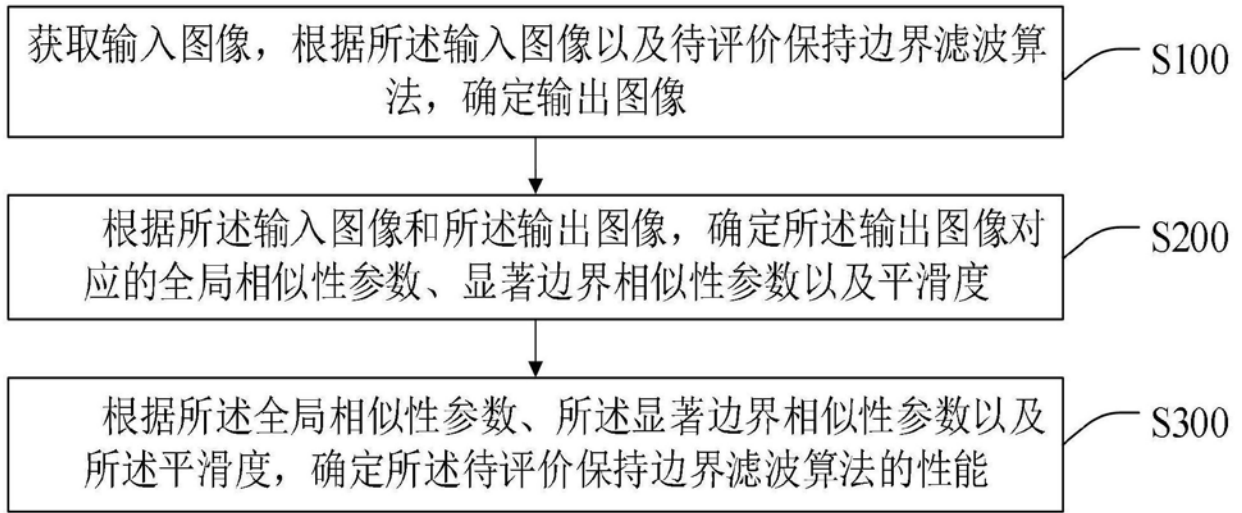 获取输入图像，根据所述输入图像以及待评价保持边界滤波算
法，确定输出图像
S100
根据所述输入图像和所述输出图像，确定所述输出图像对
应的全局相似性参数、显著边界相似性参数以及平滑度
S200
根据所述全局相似性参数、所述显著边界相似性参数以及
所述平滑度，确定所述待评价保持边界滤波算法的性能
S300